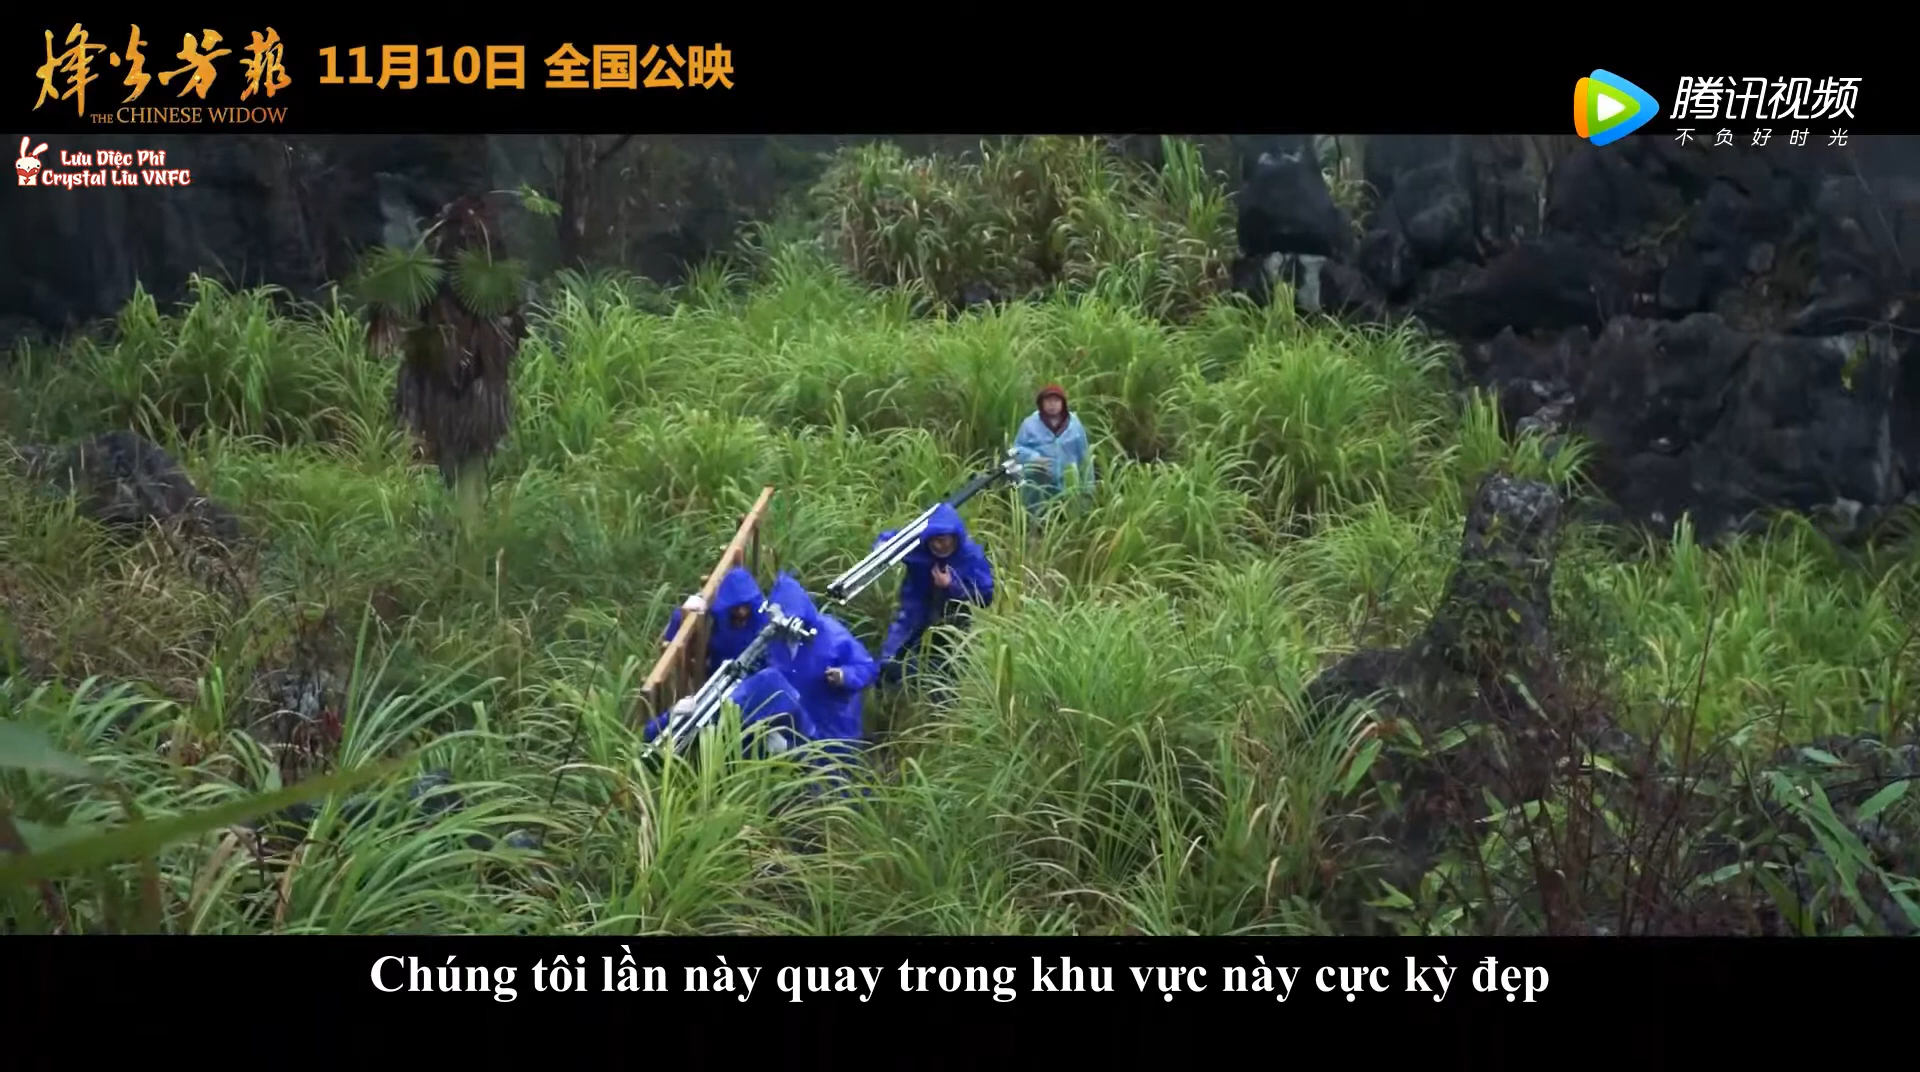 烽火芳菲
THE CHINESE WIDOW
11月10日 全国公映
腾讯视频
不负好时光
Lưu Diệc Phi
Crystal Liu VNFC
Chúng tôi lần này quay trong khu vực này cực kỳ đẹp